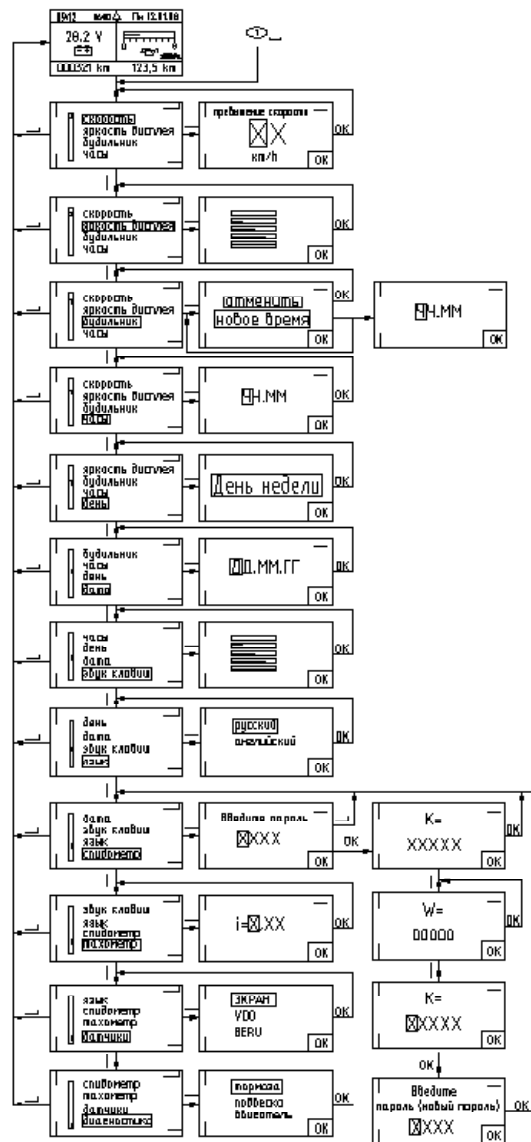 28.2 V
123,5 km
скорость
яркость дисплея
будильник
часы
превышение скорости
XX
km/h
OK
OK
скорость
яркость дисплея
будильник
часы
OK
OK
скорость
яркость дисплея
будильник
часы
отменить
новое время
OK
OK
ЧЧ.ММ
OK
скорость
яркость дисплея
будильник
часы
ЧЧ.ММ
OK
OK
яркость дисплея
будильник
часы
день
День недели
OK
OK
будильник
часы
день
дата
ДД.ММ.ГГ
OK
OK
часы
день
дата
звук клавиш
OK
OK
день
дата
звук клавиш
язык
русский
английский
OK
OK
дата
звук клавиш
язык
спидометр
Введите пароль
XXXX
OK
OK
K=
XXXXX
OK
OK
звук клавиш
язык
спидометр
тахометр
i=X.XX
OK
OK
W=
00000
OK
OK
язык
спидометр
тахометр
датчики
ЭКРАН
VDO
BERU
OK
OK
K=
XXXXX
OK
OK
спидометр
тахометр
датчики
диагностика
тормоза
подвеска
двигатель
OK
OK
Введите
пароль (новый пароль)
XXXX
OK
OK